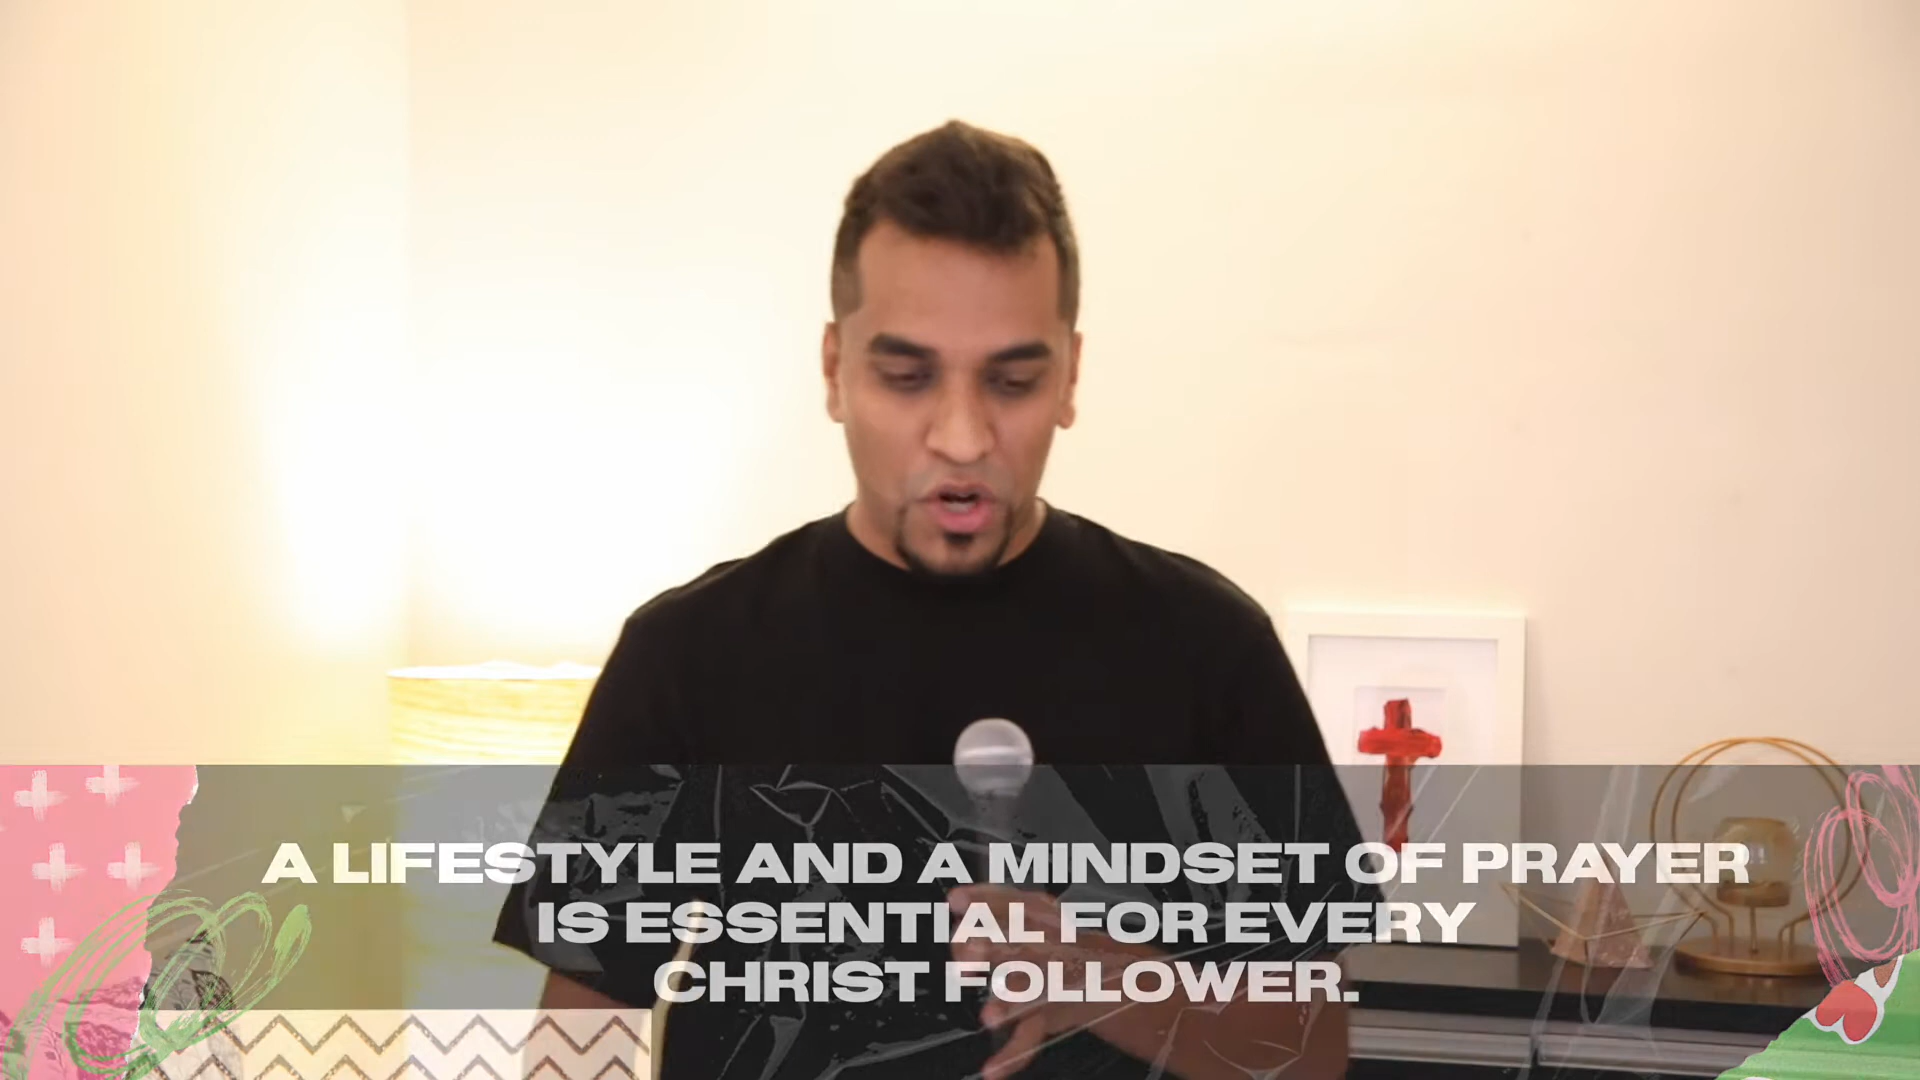 A LIFESTYLE AND A MINDSET OF PRAYER
IS ESSENTIAL FOR EVERY
CHRIST FOLLOWER.